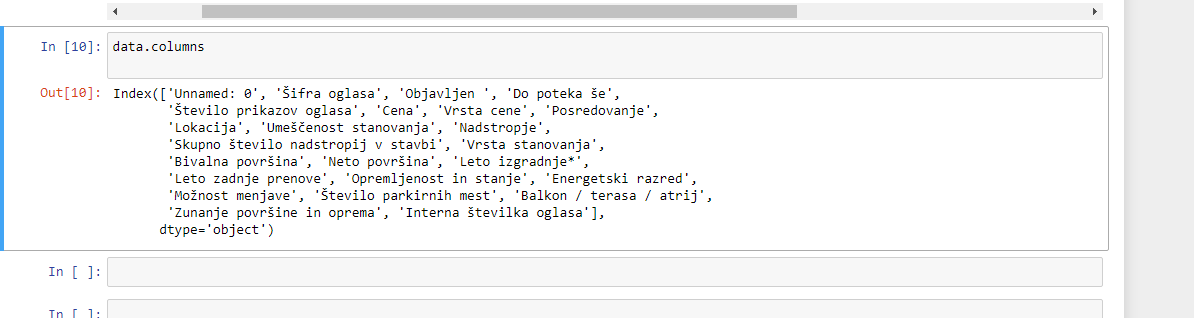 In [10]: data.columns
Out[10]: Index(['Unnamed: 0', 'Šifra oglasa', 'Objavljen ', 'Do poteka še',
'Število prikazov oglasa', 'Cena', 'Vrsta cene', 'Posredovanje',
'Lokacija', 'Umeščenost stanovanja', 'Nadstropje',
'Skupno število nadstropij v stavbi', 'Vrsta stanovanja',
'Bivalna površina', 'Neto površina', 'Leto izgradnje*',
'Leto zadnje prenove', 'Opremljenost in stanje', 'Energetski razred',
'Možnost menjave', 'Število parkirnih mest', 'Balkon / terasa / atrij',
'Zunanje površine in oprema', 'Interna številka oglasa'],
dtype='object')
In [ ]:
In [ ]: